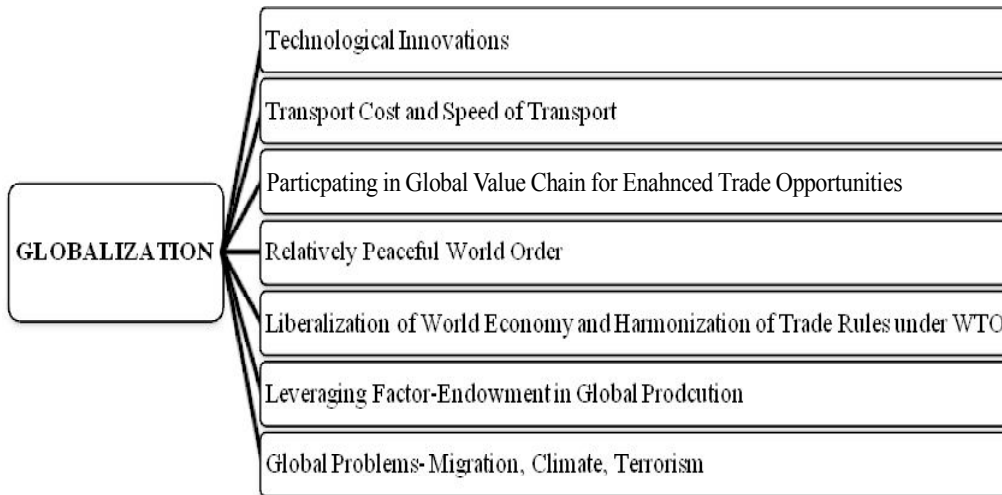 Technological Innovations
Transport Cost and Speed of Transport
Particpating in Global Value Chain for Enahnced Trade Opportunities
GLOBALIZATION
Relatively Peaceful World Order
Liberalization of World Economy and Harmonization of Trade Rules under WTO
Leveraging Factor-Endowment in Global Prodcution
Global Problems- Migration, Climate, Terrorism